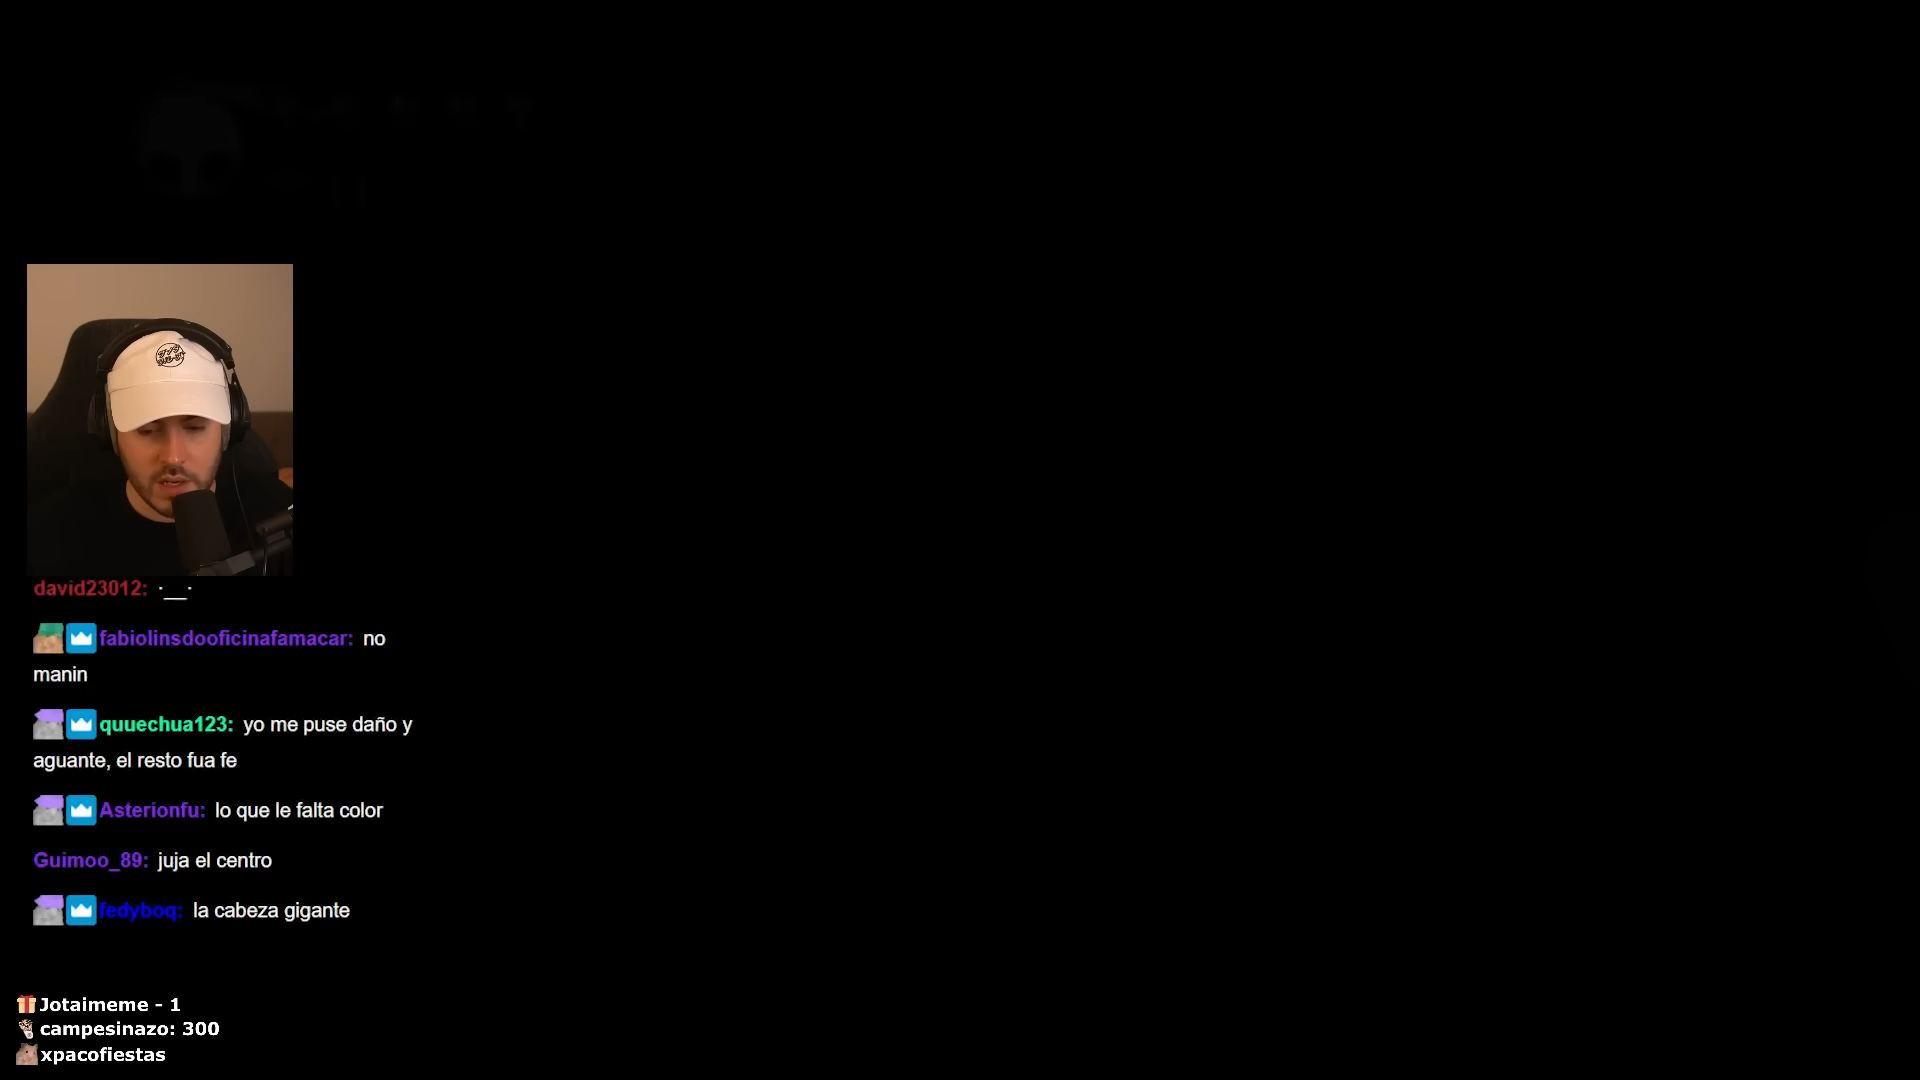 david23012: ·__·
fabiolinsdooficinafamacar: no
manin
quuechua123: yo me puse daño y
aguante, el resto fua fe
Asterionfu: lo que le falta color
Guimoo_89: juja el centro
fedyboq: la cabeza gigante
Jotaimeme - 1
campesinazo: 300
xpacofiestas